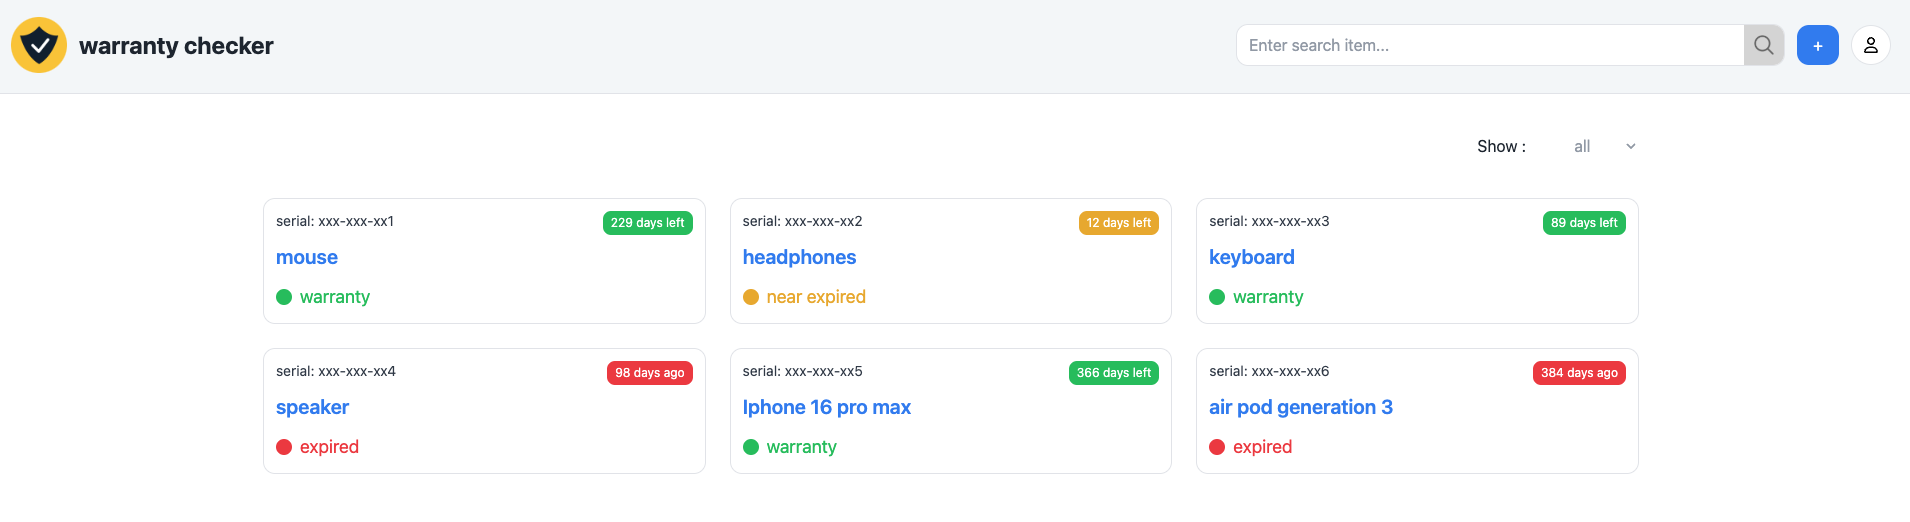 warranty checker
Enter search item...
+
Show :
all
serial: xxx-xxx-xx1
229 days left
mouse
warranty
serial: xxx-xxx-xx2
12 days left
headphones
near expired
serial: xxx-xxx-xx3
89 days left
keyboard
warranty
serial: xxx-xxx-xx4
98 days ago
speaker
expired
serial: xxx-xxx-xx5
366 days left
Iphone 16 pro max
warranty
serial: xxx-xxx-xx6
384 days ago
air pod generation 3
expired